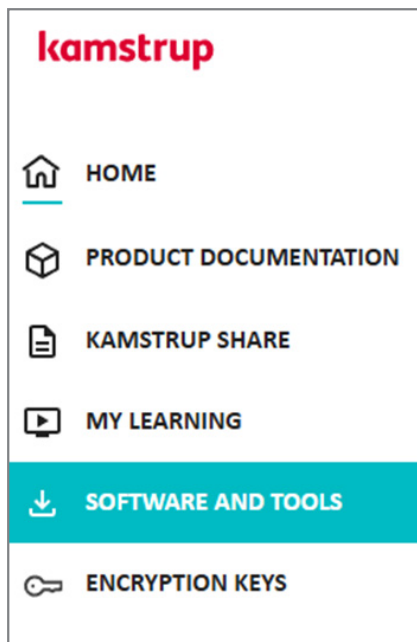 kamstrup
HOME
PRODUCT DOCUMENTATION
KAMSTRUP SHARE
MY LEARNING
SOFTWARE AND TOOLS
ENCRYPTION KEYS